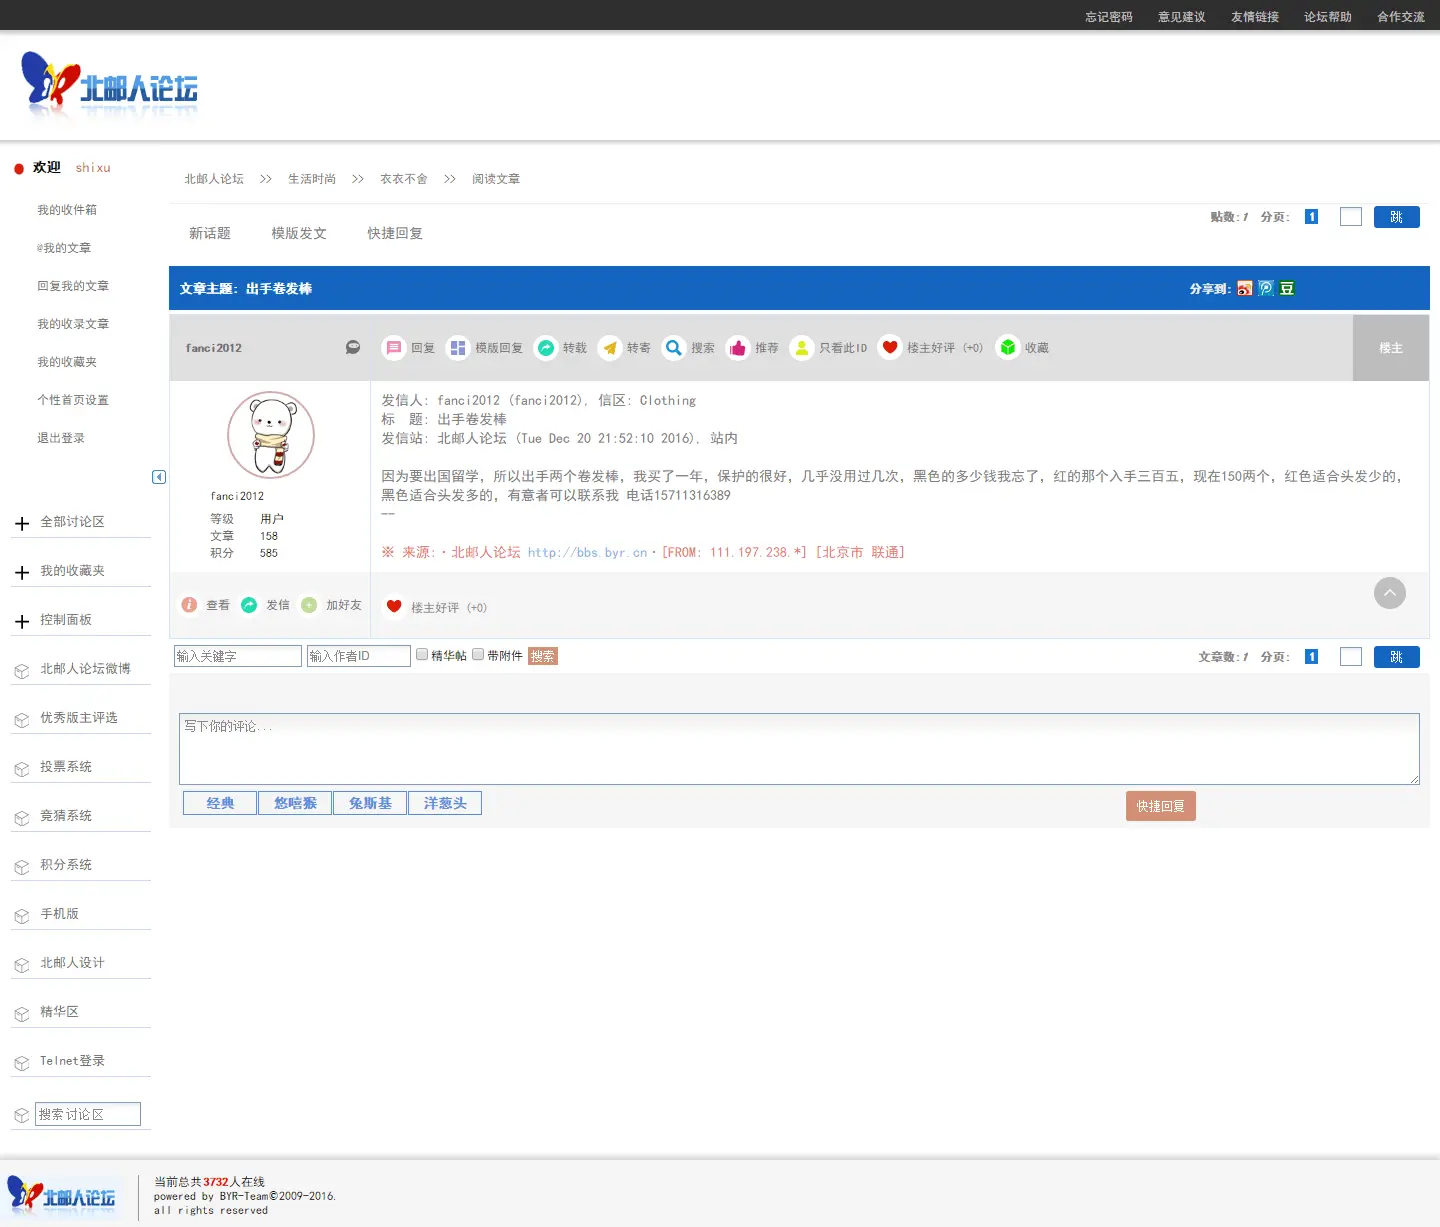 忘记密码 意见建议 友情链接 论坛帮助 合作交流
北邮人论坛
欢迎 shixu
我的收件箱
@我的文章
回复我的文章
我的收录文章
我的收藏夹
个性首页设置
退出登录
全部讨论区
我的收藏夹
控制面板
北邮人论坛微博
优秀版主评选
投票系统
竞猜系统
积分系统
手机版
北邮人设计
精华区
Telnet登录
搜索讨论区
北邮人论坛 >> 生活时尚 >> 衣衣不舍 >> 阅读文章
新话题 模版发文 快捷回复
贴数:1 分页: 1 跳
文章主题: 出手卷发棒 分享到: 豆
fanci2012 回复 模版回复 转载 转寄 搜索 推荐 只看此ID 楼主好评 (+0) 收藏 楼主
fanci2012
等级 用户
文章 158
积分 585
发信人: fanci2012 (fanci2012), 信区: Clothing
标 题: 出手卷发棒
发信站: 北邮人论坛 (Tue Dec 20 21:52:10 2016), 站内
因为要出国留学，所以出手两个卷发棒，我买了一年，保护的很好，几乎没用过几次，黑色的多少钱我忘了，红的那个入手三百五，现在150两个，红色适合头发少的，
黑色适合头发多的，有意者可以联系我 电话15711316389
--
※ 来源:·北邮人论坛 http://bbs.byr.cn·[FROM: 111.197.238.*] [北京市 联通]
查看 发信 加好友 楼主好评 (+0)
输入关键字 输入作者ID 精华帖 带附件 搜索 文章数:1 分页: 1 跳
写下你的评论...
经典 悠嘻猴 兔斯基 洋葱头 快捷回复
北邮人论坛
当前总共3732人在线
powered by BYR-Team©2009-2016.
all rights reserved